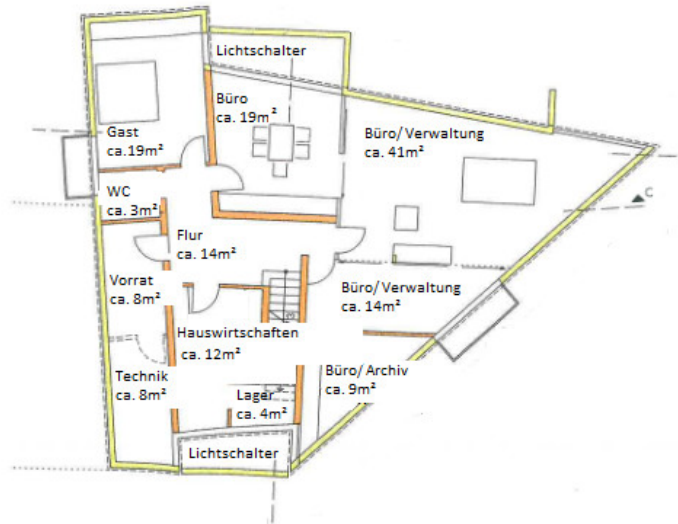 Lichtschalter
Büro
ca. 19m²
Gast
ca.19m²
Büro/ Verwaltung
ca. 41m²
WC
ca. 3m²
C
Flur
ca. 14m²
Vorrat
ca. 8m²
Büro/ Verwaltung
ca. 14m²
Hauswirtschaften
ca. 12m²
Technik
ca. 8m²
Büro/ Archiv
ca. 9m²
Lager
ca. 4m²
Lichtschalter